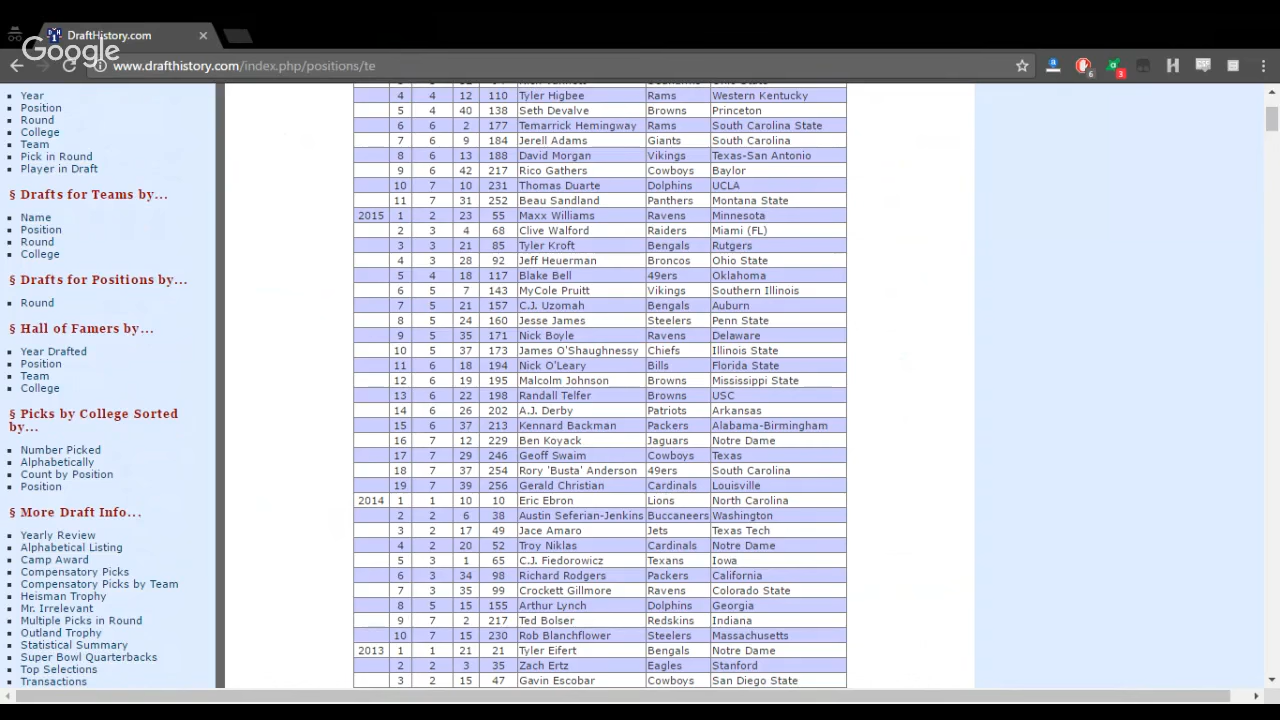 DraftHistory.com
Google
www.drafthistory.com/index.php/positions/te
6
3
Year
Position
Round
College
Team
Pick in Round
Player in Draft
§ Drafts for Teams by...
Name
Position
Round
College
§ Drafts for Positions by...
Round
§ Hall of Famers by...
Year Drafted
Position
Team
College
§ Picks by College Sorted
by...
Number Picked
Alphabetically
Count by Position
Position
§ More Draft Info...
Yearly Review
Alphabetical Listing
Camp Award
Compensatory Picks
Compensatory Picks by Team
Heisman Trophy
Mr. Irrelevant
Multiple Picks in Round
Outland Trophy
Statistical Summary
Super Bowl Quarterbacks
Top Selections
Transactions
4 4 12 110 Tyler Higbee Rams Western Kentucky
5 4 40 138 Seth Devalve Browns Princeton
6 6 2 177 Temarrick Hemingway Rams South Carolina State
7 6 9 184 Jerell Adams Giants South Carolina
8 6 13 188 David Morgan Vikings Texas-San Antonio
9 6 42 217 Rico Gathers Cowboys Baylor
10 7 10 231 Thomas Duarte Dolphins UCLA
11 7 31 252 Beau Sandland Panthers Montana State
2015 1 2 23 55 Maxx Williams Ravens Minnesota
2 3 4 68 Clive Walford Raiders Miami (FL)
3 3 21 85 Tyler Kroft Bengals Rutgers
4 3 28 92 Jeff Heuerman Broncos Ohio State
5 4 18 117 Blake Bell 49ers Oklahoma
6 5 7 143 MyCole Pruitt Vikings Southern Illinois
7 5 21 157 C.J. Uzomah Bengals Auburn
8 5 24 160 Jesse James Steelers Penn State
9 5 35 171 Nick Boyle Ravens Delaware
10 5 37 173 James O'Shaughnessy Chiefs Illinois State
11 6 18 194 Nick O'Leary Bills Florida State
12 6 19 195 Malcolm Johnson Browns Mississippi State
13 6 22 198 Randall Telfer Browns USC
14 6 26 202 A.J. Derby Patriots Arkansas
15 6 37 213 Kennard Backman Packers Alabama-Birmingham
16 7 12 229 Ben Koyack Jaguars Notre Dame
17 7 29 246 Geoff Swaim Cowboys Texas
18 7 37 254 Rory 'Busta' Anderson 49ers South Carolina
19 7 39 256 Gerald Christian Cardinals Louisville
2014 1 1 10 10 Eric Ebron Lions North Carolina
2 2 6 38 Austin Seferian-Jenkins Buccaneers Washington
3 2 17 49 Jace Amaro Jets Texas Tech
4 2 20 52 Troy Niklas Cardinals Notre Dame
5 3 1 65 C.J. Fiedorowicz Texans Iowa
6 3 34 98 Richard Rodgers Packers California
7 3 35 99 Crockett Gillmore Ravens Colorado State
8 5 15 155 Arthur Lynch Dolphins Georgia
9 7 2 217 Ted Bolser Redskins Indiana
10 7 15 230 Rob Blanchflower Steelers Massachusetts
2013 1 1 21 21 Tyler Eifert Bengals Notre Dame
2 2 3 35 Zach Ertz Eagles Stanford
3 2 15 47 Gavin Escobar Cowboys San Diego State